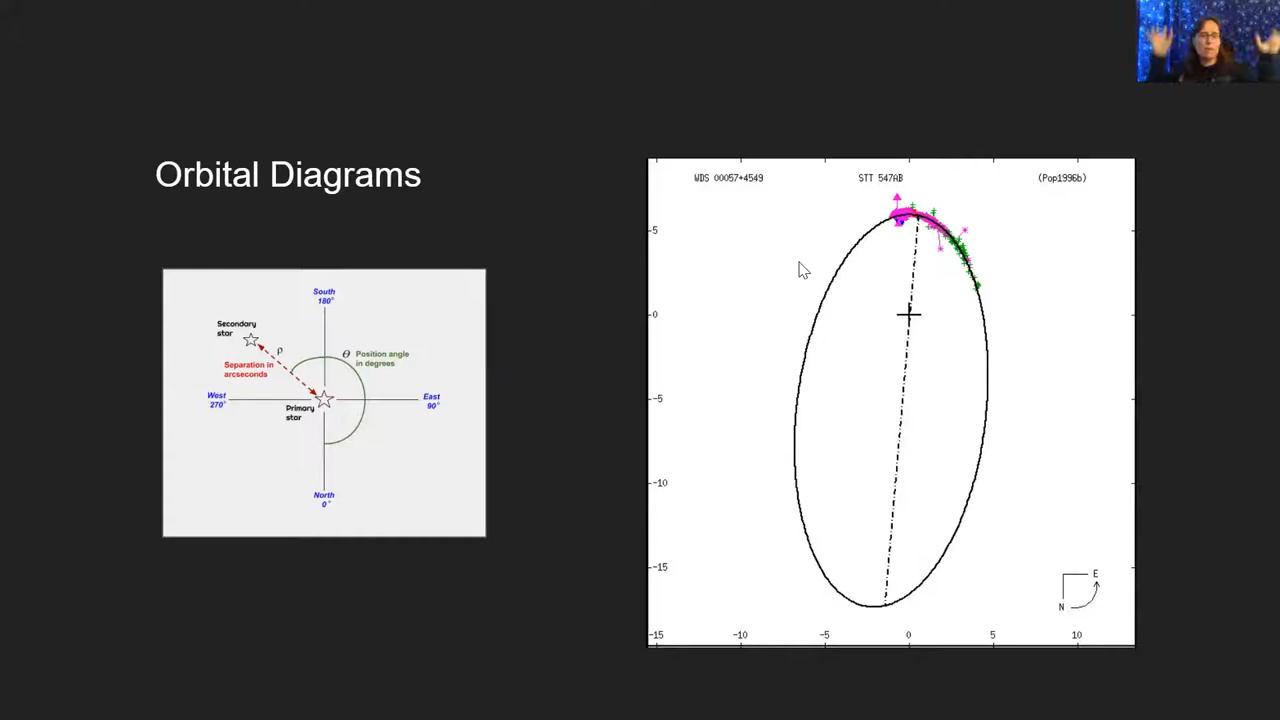 Orbital Diagrams
South
180°
Secondary
star
ρ
θ
Position angle
in degrees
Separation in
arcseconds
West
270°
East
90°
Primary
star
North
0°
WDS 00057+4549
STT 547AB
(Pop1996b)
5
0
-5
-10
-15
E
N
-15
-10
-5
0
5
10